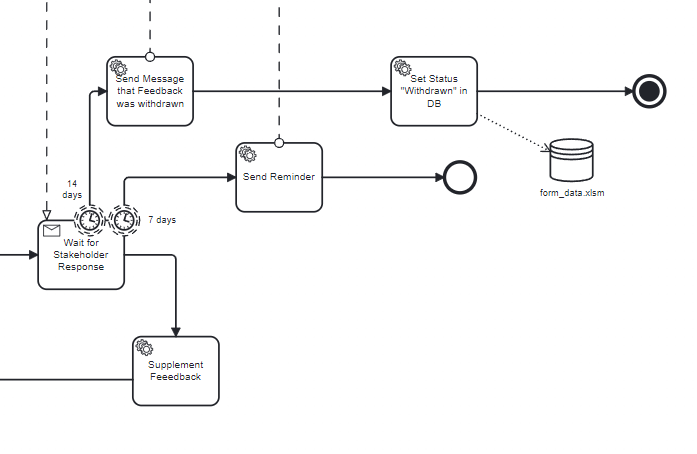 Send Message
that Feedback
was withdrawn
Set Status
"Withdrawn" in
DB
Send Reminder
form_data.xlsm
14
days
7 days
Wait for
Stakeholder
Response
Supplement
Feeedback